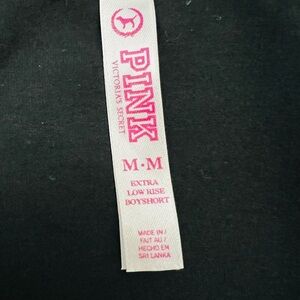 PINK
VICTORIA'S SECRET
M·M
EXTRA
LOW RISE
BOYSHORT
MADE IN /
FAIT AU /
HECHO EN
SRI LANKA